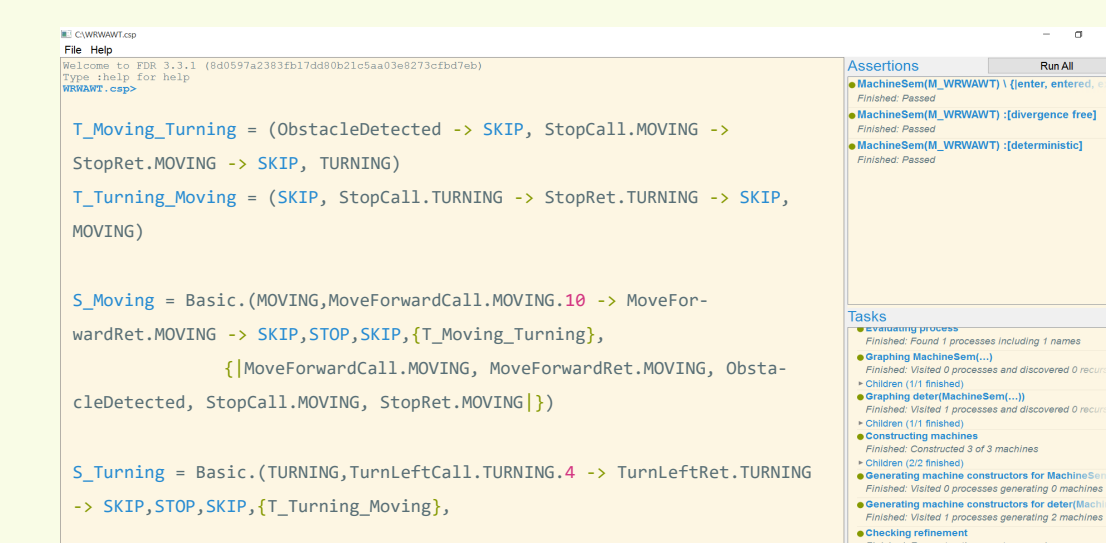 C:\WRWAWT.csp
File Help
Welcome to FDR 3.3.1 (8d0597a2383fb17dd80b21c5aa03e8273cfbd7eb)
Type :help for help
WRWAWT.csp>
T_Moving_Turning = (ObstacleDetected -> SKIP, StopCall.MOVING ->
StopRet.MOVING -> SKIP, TURNING)
T_Turning_Moving = (SKIP, StopCall.TURNING -> StopRet.TURNING -> SKIP,
MOVING)
S_Moving = Basic.(MOVING,MoveForwardCall.MOVING.10 -> MoveFor-
wardRet.MOVING -> SKIP,STOP,SKIP,{T_Moving_Turning},
{|MoveForwardCall.MOVING, MoveForwardRet.MOVING, Obsta-
cleDetected, StopCall.MOVING, StopRet.MOVING|})
S_Turning = Basic.(TURNING,TurnLeftCall.TURNING.4 -> TurnLeftRet.TURNING
-> SKIP,STOP,SKIP,{T_Turning_Moving},
Assertions
Run All
MachineSem(M_WRWAWT) \ {|enter, entered,
Finished: Passed
MachineSem(M_WRWAWT) :[divergence free]
Finished: Passed
MachineSem(M_WRWAWT) :[deterministic]
Finished: Passed
Tasks
Evaluating process
Finished: Found 1 processes including 1 names
Graphing MachineSem(...)
Finished: Visited 0 processes and discovered 0
Children (1/1 finished)
Graphing deter(MachineSem(...))
Finished: Visited 1 processes and discovered 0
Children (1/1 finished)
Constructing machines
Finished: Constructed 3 of 3 machines
Children (2/2 finished)
Generating machine constructors for
Finished: Visited 0 processes generating 0 machines
Generating machine constructors for
Finished: Visited 1 processes generating 2 machines
Checking refinement